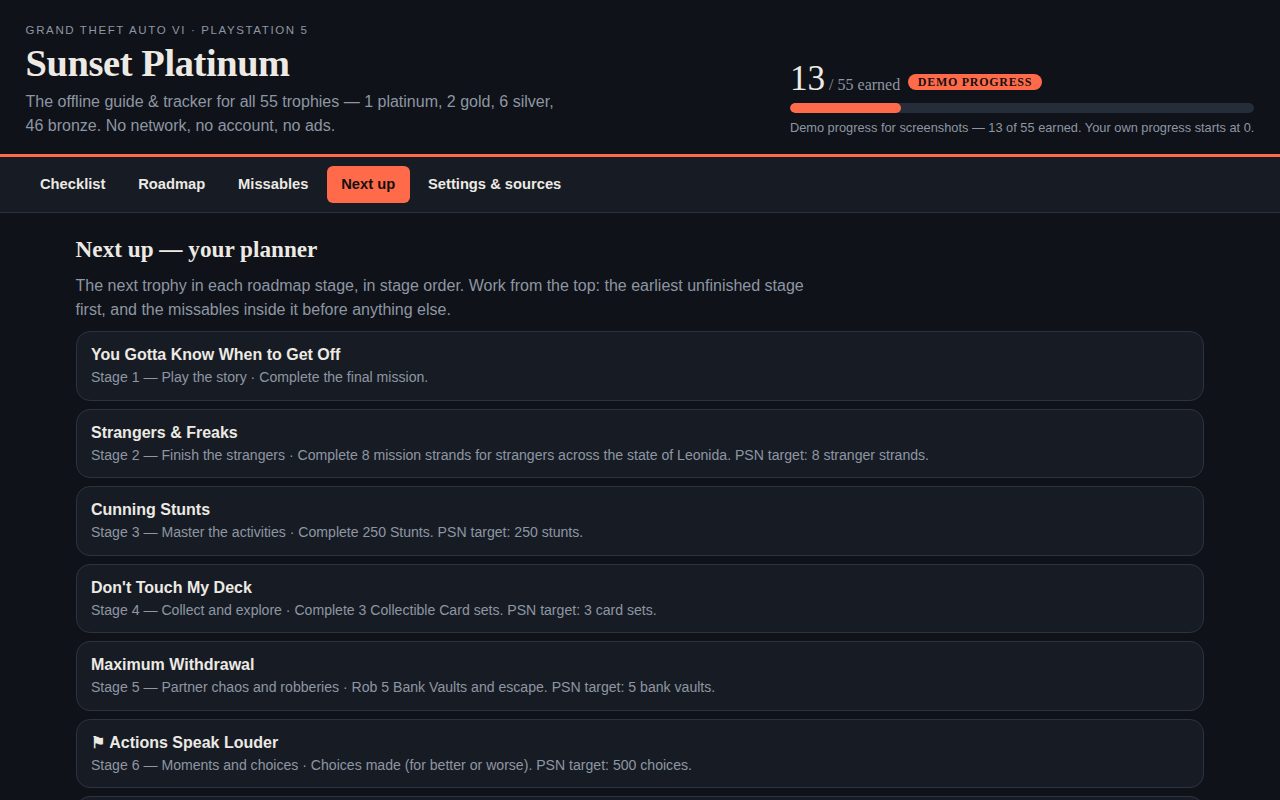 GRAND THEFT AUTO VI · PLAYSTATION 5
Sunset Platinum
The offline guide & tracker for all 55 trophies — 1 platinum, 2 gold, 6 silver,
46 bronze. No network, no account, no ads.
13 / 55 earned DEMO PROGRESS
Demo progress for screenshots — 13 of 55 earned. Your own progress starts at 0.
Checklist Roadmap Missables Next up Settings & sources
Next up — your planner
The next trophy in each roadmap stage, in stage order. Work from the top: the earliest unfinished stage
first, and the missables inside it before anything else.
You Gotta Know When to Get Off
Stage 1 — Play the story · Complete the final mission.
Strangers & Freaks
Stage 2 — Finish the strangers · Complete 8 mission strands for strangers across the state of Leonida. PSN target: 8 stranger strands.
Cunning Stunts
Stage 3 — Master the activities · Complete 250 Stunts. PSN target: 250 stunts.
Don't Touch My Deck
Stage 4 — Collect and explore · Complete 3 Collectible Card sets. PSN target: 3 card sets.
Maximum Withdrawal
Stage 5 — Partner chaos and robberies · Rob 5 Bank Vaults and escape. PSN target: 5 bank vaults.
⚑ Actions Speak Louder
Stage 6 — Moments and choices · Choices made (for better or worse). PSN target: 500 choices.